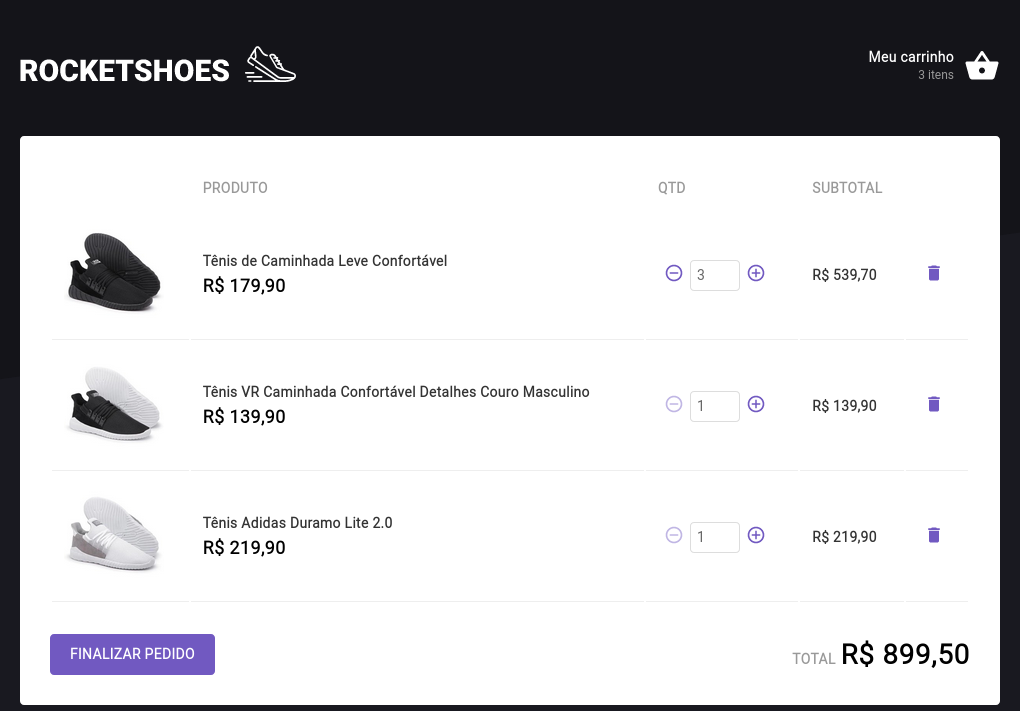 ROCKETSHOES
Meu carrinho
3 itens
PRODUTO QTD SUBTOTAL
Tênis de Caminhada Leve Confortável
R$ 179,90
3
R$ 539,70
Tênis VR Caminhada Confortável Detalhes Couro Masculino
R$ 139,90
1
R$ 139,90
Tênis Adidas Duramo Lite 2.0
R$ 219,90
1
R$ 219,90
FINALIZAR PEDIDO
TOTAL R$ 899,50